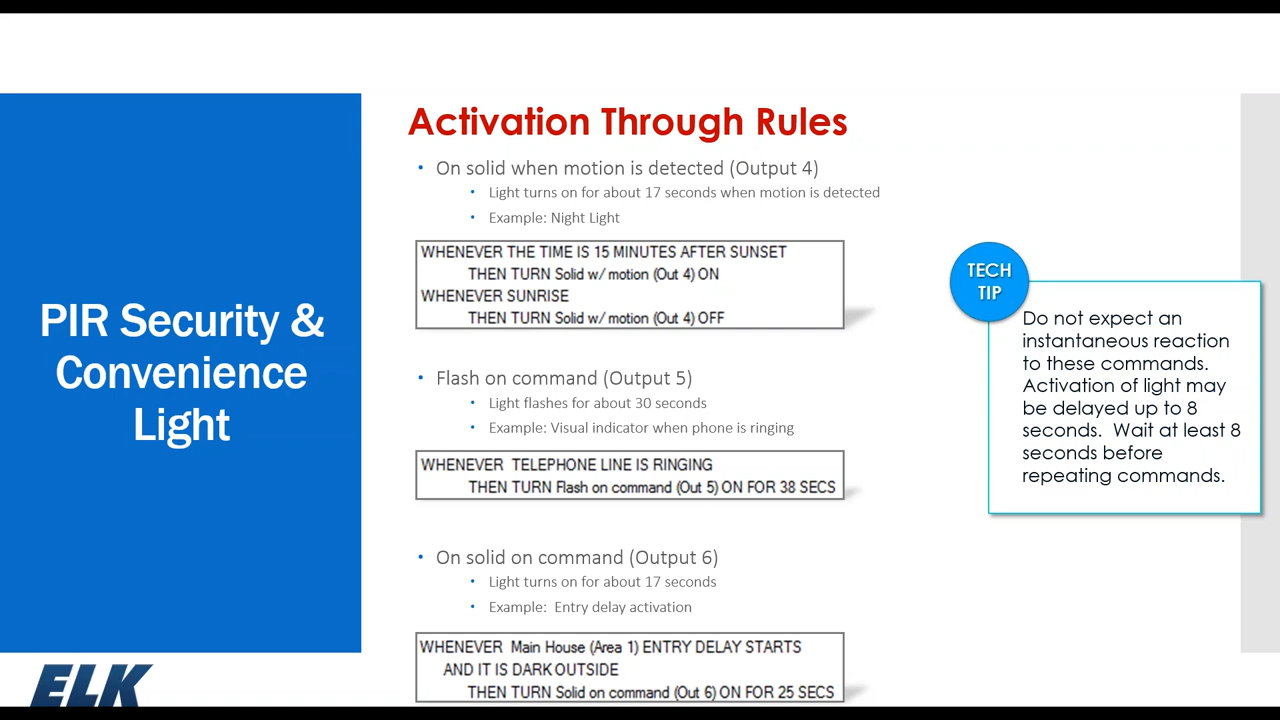 PIR Security &
Convenience
Light
Activation Through Rules
• On solid when motion is detected (Output 4)
• Light turns on for about 17 seconds when motion is detected
• Example: Night Light
WHENEVER THE TIME IS 15 MINUTES AFTER SUNSET
THEN TURN Solid w/ motion (Out 4) ON
WHENEVER SUNRISE
THEN TURN Solid w/ motion (Out 4) OFF
• Flash on command (Output 5)
• Light flashes for about 30 seconds
• Example: Visual indicator when phone is ringing
WHENEVER TELEPHONE LINE IS RINGING
THEN TURN Flash on command (Out 5) ON FOR 38 SECS
• On solid on command (Output 6)
• Light turns on for about 17 seconds
• Example: Entry delay activation
WHENEVER Main House (Area 1) ENTRY DELAY STARTS
AND IT IS DARK OUTSIDE
THEN TURN Solid on command (Out 6) ON FOR 25 SECS
TECH
TIP
Do not expect an
instantaneous reaction
to these commands.
Activation of light may
be delayed up to 8
seconds. Wait at least 8
seconds before
repeating commands.
ELK